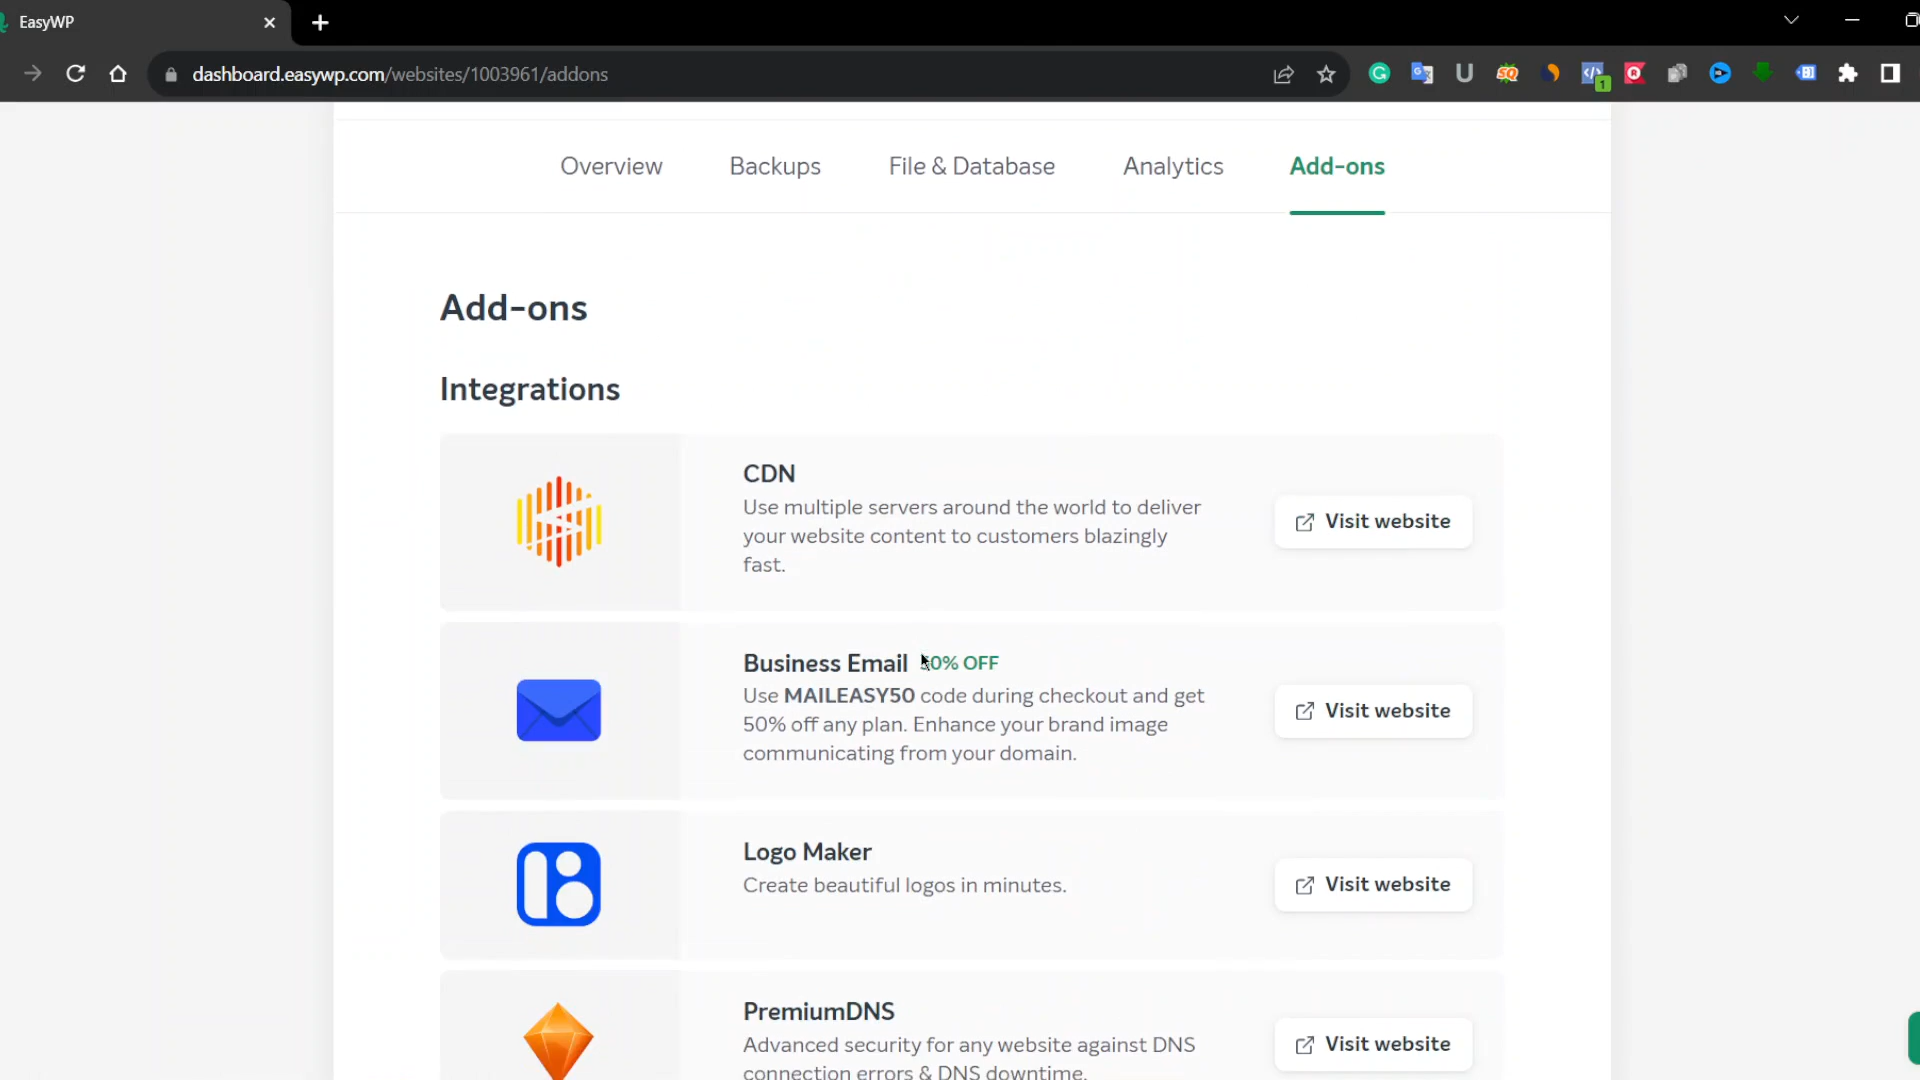 EasyWP
dashboard.easywp.com/websites/1003961/addons
1
Overview
Backups
File & Database
Analytics
Add-ons
Add-ons
Integrations
CDN
Use multiple servers around the world to deliver
your website content to customers blazingly
fast.
Visit website
Business Email 50% OFF
Use MAILEASY50 code during checkout and get
50% off any plan. Enhance your brand image
communicating from your domain.
Visit website
Logo Maker
Create beautiful logos in minutes.
Visit website
PremiumDNS
Advanced security for any website against DNS
connection errors & DNS downtime.
Visit website